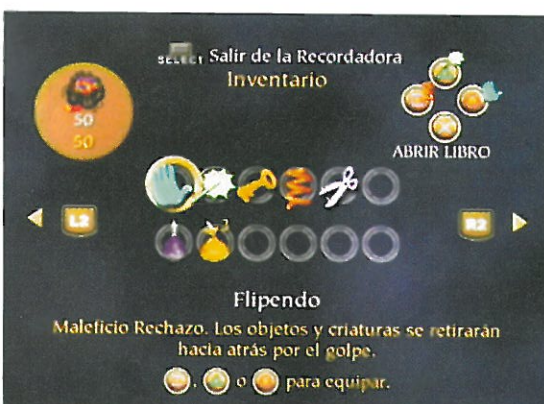 SELECT Salir de la Recordadora
Inventario
50
50
ABRIR LIBRO
L2
R2
Flipendo
Maleficio Rechazo. Los objetos y criaturas se retirarán
hacia atrás por el golpe.
, o para equipar.